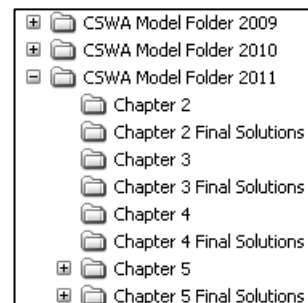 CSWA Model Folder 2009
CSWA Model Folder 2010
CSWA Model Folder 2011
Chapter 2
Chapter 2 Final Solutions
Chapter 3
Chapter 3 Final Solutions
Chapter 4
Chapter 4 Final Solutions
Chapter 5
Chapter 5 Final Solutions